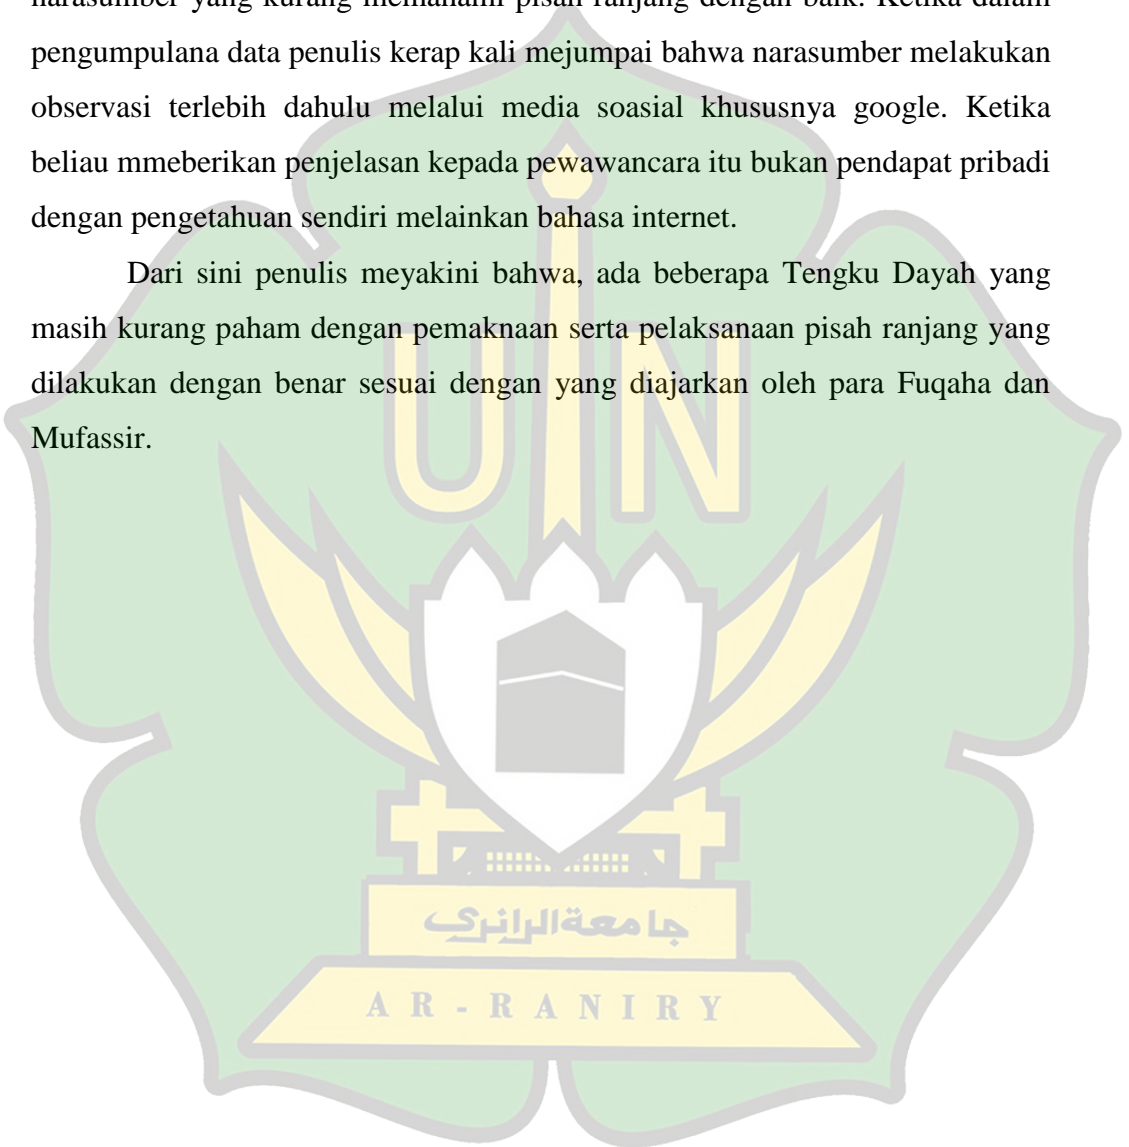 narasumber yang kurang memahami pisah ranjang dengan baik. Ketika dalam
pengumpulana data penulis kerap kali mejumpai bahwa narasumber melakukan
observasi terlebih dahulu melalui media soasial khususnya google. Ketika
beliau mmeberikan penjelasan kepada pewawancara itu bukan pendapat pribadi
dengan pengetahuan sendiri melainkan bahasa internet.
Dari sini penulis meyakini bahwa, ada beberapa Tengku Dayah yang
masih kurang paham dengan pemaknaan serta pelaksanaan pisah ranjang yang
dilakukan dengan benar sesuai dengan yang diajarkan oleh para Fuqaha dan
Mufassir.
UIN
جامعة الرانري
AR-RANIRY